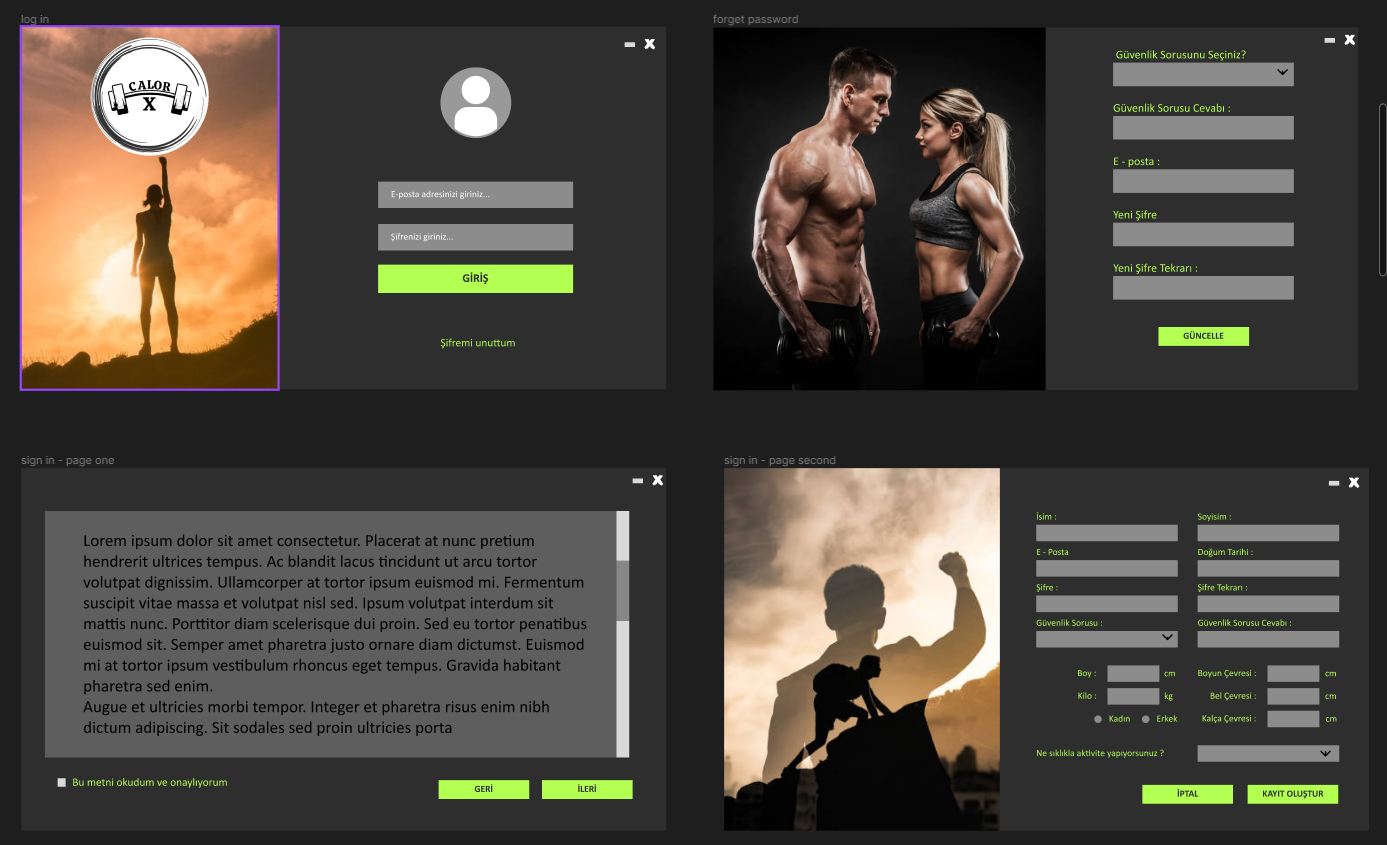 log in
CALOR
X
E-posta adresinizi giriniz...
Şifrenizi giriniz...
GİRİŞ
Şifremi unuttum
forget password
Güvenlik Sorusunu Seçiniz?
Güvenlik Sorusu Cevabı :
E - posta :
Yeni Şifre
Yeni Şifre Tekrarı :
GÜNCELLE
sign in - page one
Lorem ipsum dolor sit amet consectetur. Placerat at nunc pretium
hendrerit ultrices tempus. Ac blandit lacus tincidunt ut arcu tortor
volutpat dignissim. Ullamcorper at tortor ipsum euismod mi. Fermentum
suscipit vitae massa et volutpat nisl sed. Ipsum volutpat interdum sit
mattis nunc. Porttitor diam scelerisque dui proin. Sed eu tortor penatibus
euismod sit. Semper amet pharetra justo ornare diam dictumst. Euismod
mi at tortor ipsum vestibulum rhoncus eget tempus. Gravida habitant
pharetra sed enim.
Augue et ultricies morbi tempor. Integer et pharetra risus enim nibh
dictum adipiscing. Sit sodales sed proin ultricies porta
Bu metni okudum ve onaylıyorum
GERİ
İLERİ
sign in - page second
İsim :
Soyisim :
E - Posta
Doğum Tarihi :
Şifre :
Şifre Tekrarı :
Güvenlik Sorusu :
Güvenlik Sorusu Cevabı :
Boy : cm
Boyun Çevresi : cm
Kilo : kg
Bel Çevresi : cm
Kadın Erkek
Kalça Çevresi : cm
Ne sıklıkla aktivite yapıyorsunuz ?
İPTAL
KAYIT OLUŞTUR